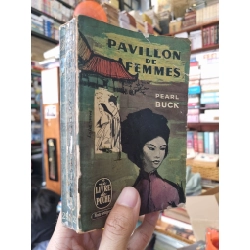 PAVILLON
DE
FEMMES
PEARL
BUCK
LE LIVRE
DE
POCHE